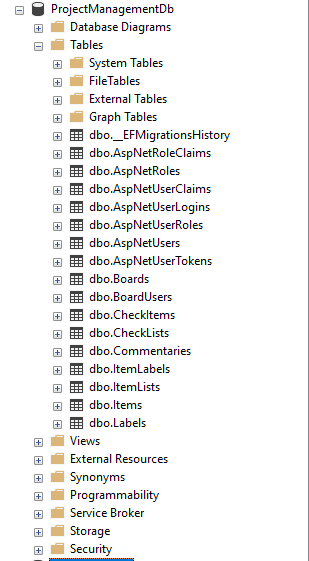 ProjectManagementDb
Database Diagrams
Tables
System Tables
FileTables
External Tables
Graph Tables
dbo.__EFMigrationsHistory
dbo.AspNetRoleClaims
dbo.AspNetRoles
dbo.AspNetUserClaims
dbo.AspNetUserLogins
dbo.AspNetUserRoles
dbo.AspNetUsers
dbo.AspNetUserTokens
dbo.Boards
dbo.BoardUsers
dbo.CheckItems
dbo.CheckLists
dbo.Commentaries
dbo.ItemLabels
dbo.ItemLists
dbo.Items
dbo.Labels
Views
External Resources
Synonyms
Programmability
Service Broker
Storage
Security